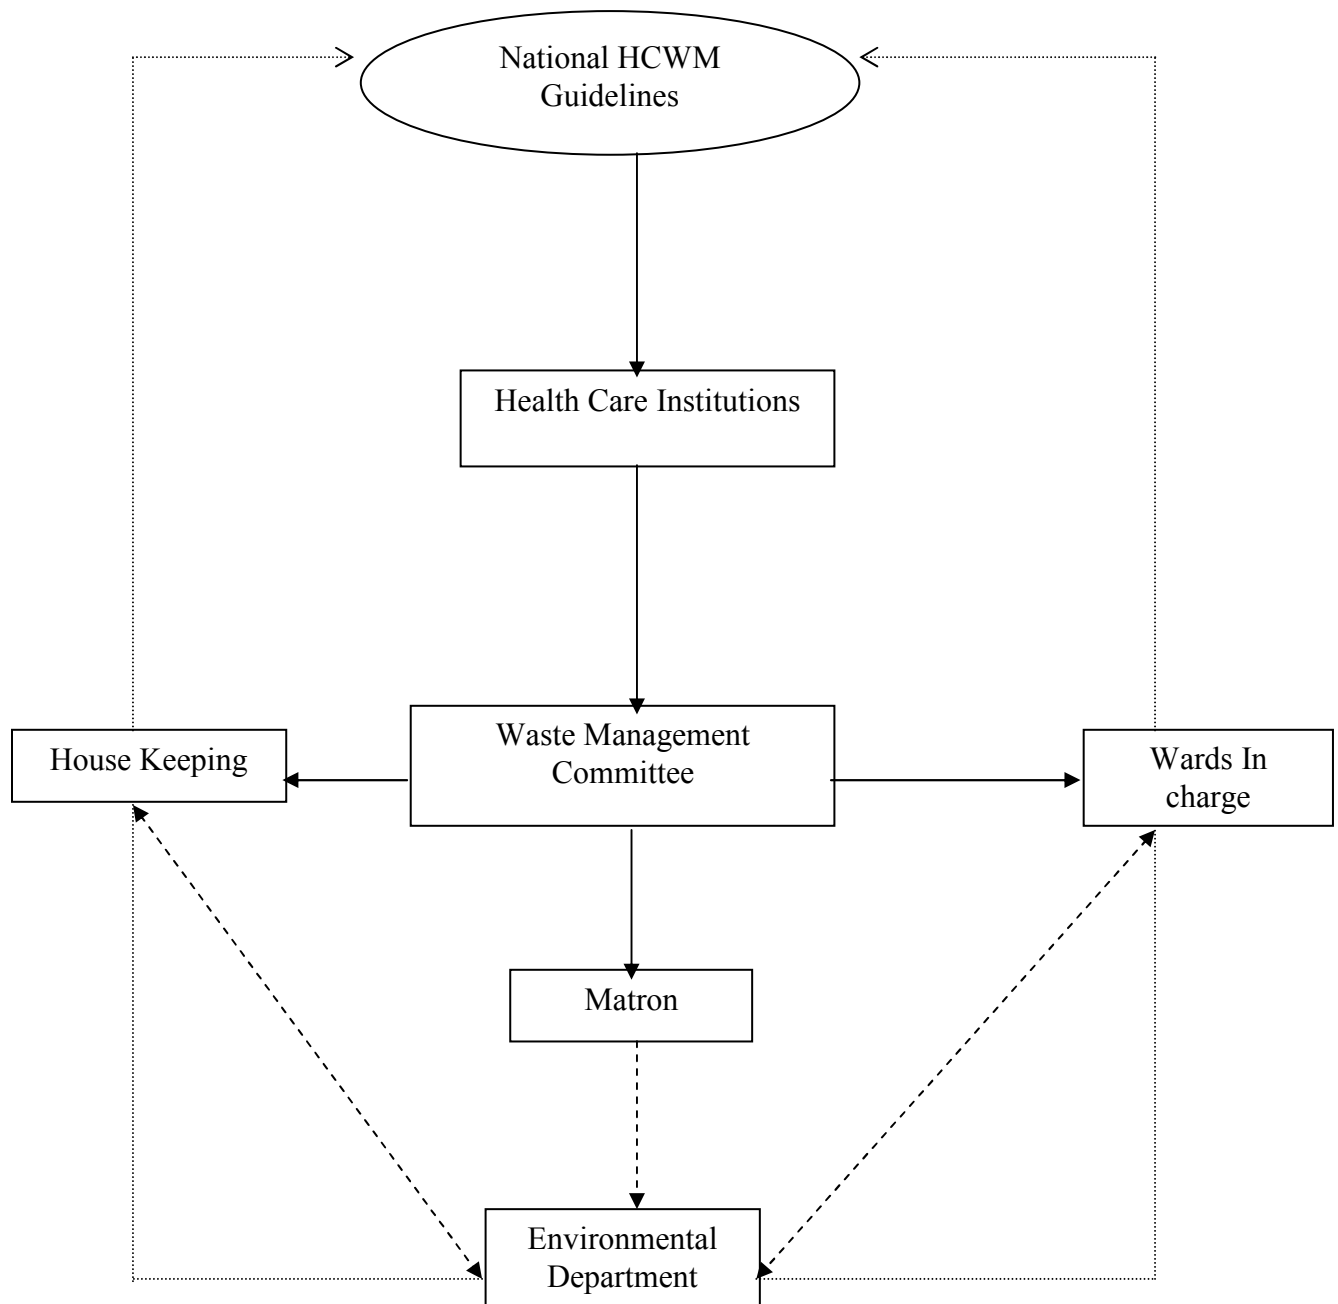 National HCWM
Guidelines
Health Care Institutions
House Keeping
Waste Management
Committee
Wards In
charge
Matron
Environmental
Department